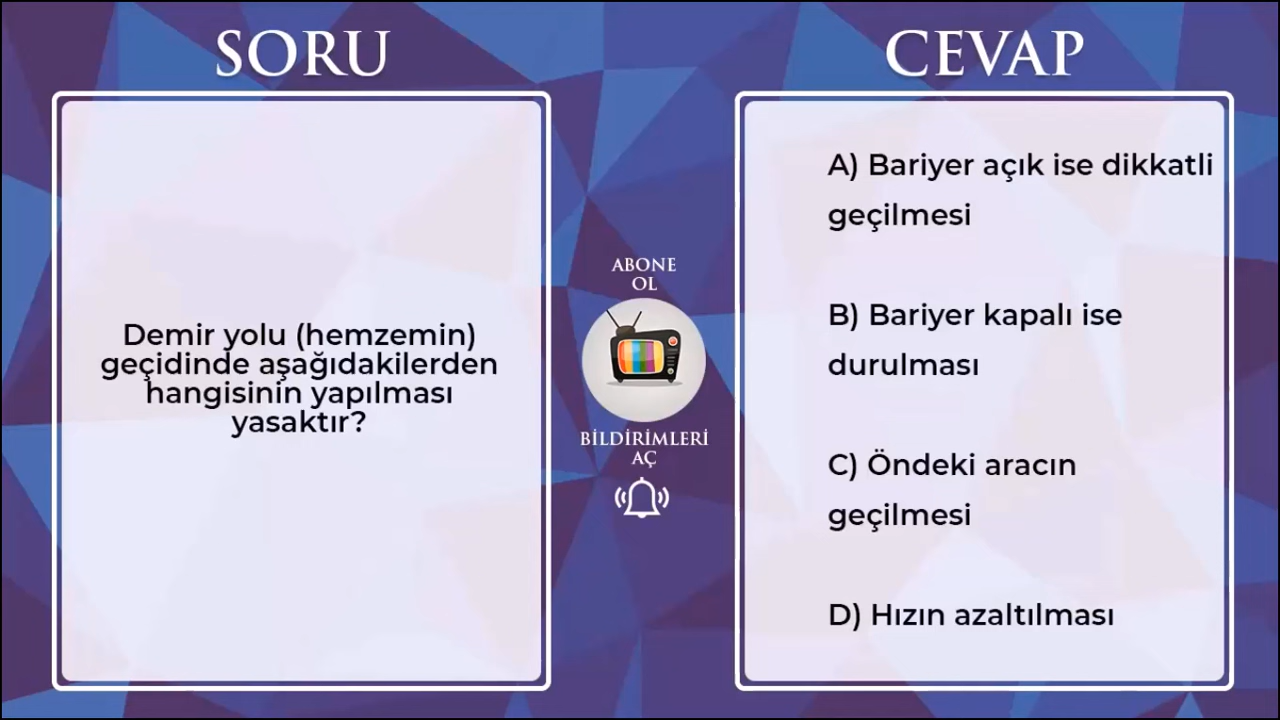 SORU
Demir yolu (hemzemin)
geçidinde aşağıdakilerden
hangisinin yapılması
yasaktır?
ABONE
OL
BİLDİRİMLERİ
AÇ
CEVAP
A) Bariyer açık ise dikkatli
geçilmesi
B) Bariyer kapalı ise
durulması
C) Öndeki aracın
geçilmesi
D) Hızın azaltılması